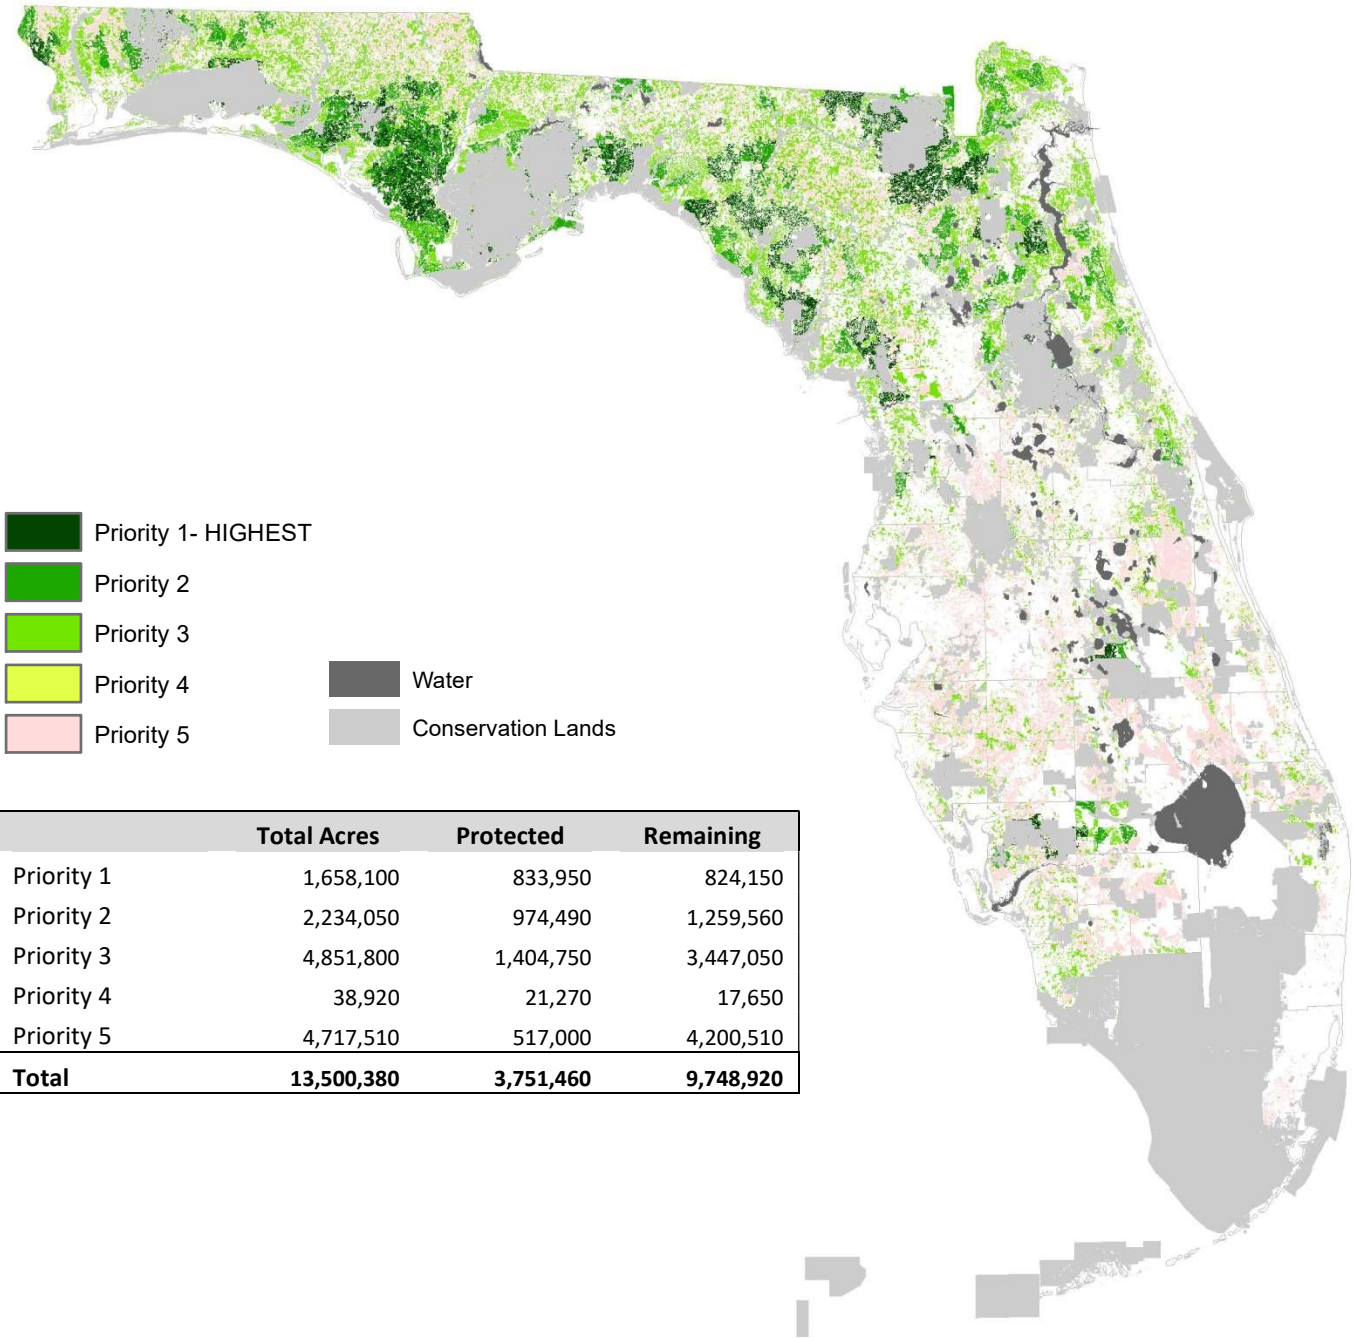 Priority 1- HIGHEST
Priority 2
Priority 3
Priority 4
Priority 5
Water
Conservation Lands
Total Acres Protected Remaining
Priority 1 1,658,100 833,950 824,150
Priority 2 2,234,050 974,490 1,259,560
Priority 3 4,851,800 1,404,750 3,447,050
Priority 4 38,920 21,270 17,650
Priority 5 4,717,510 517,000 4,200,510
Total 13,500,380 3,751,460 9,748,920